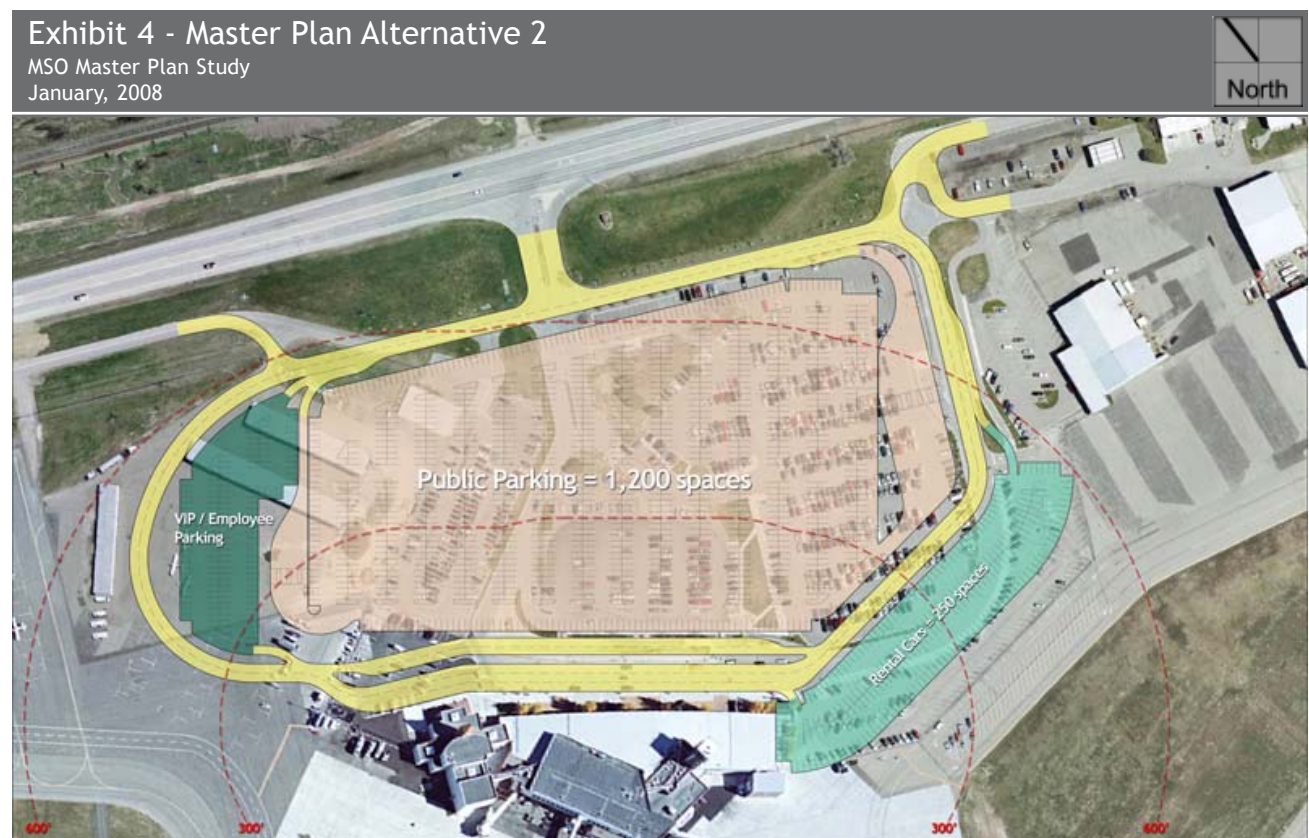 Exhibit 4 - Master Plan Alternative 2
MSO Master Plan Study
January, 2008
North
Public Parking = 1,200 spaces
VIP / Employee
Parking
Rental Cars = 250 spaces
600'
300'
300'
600'